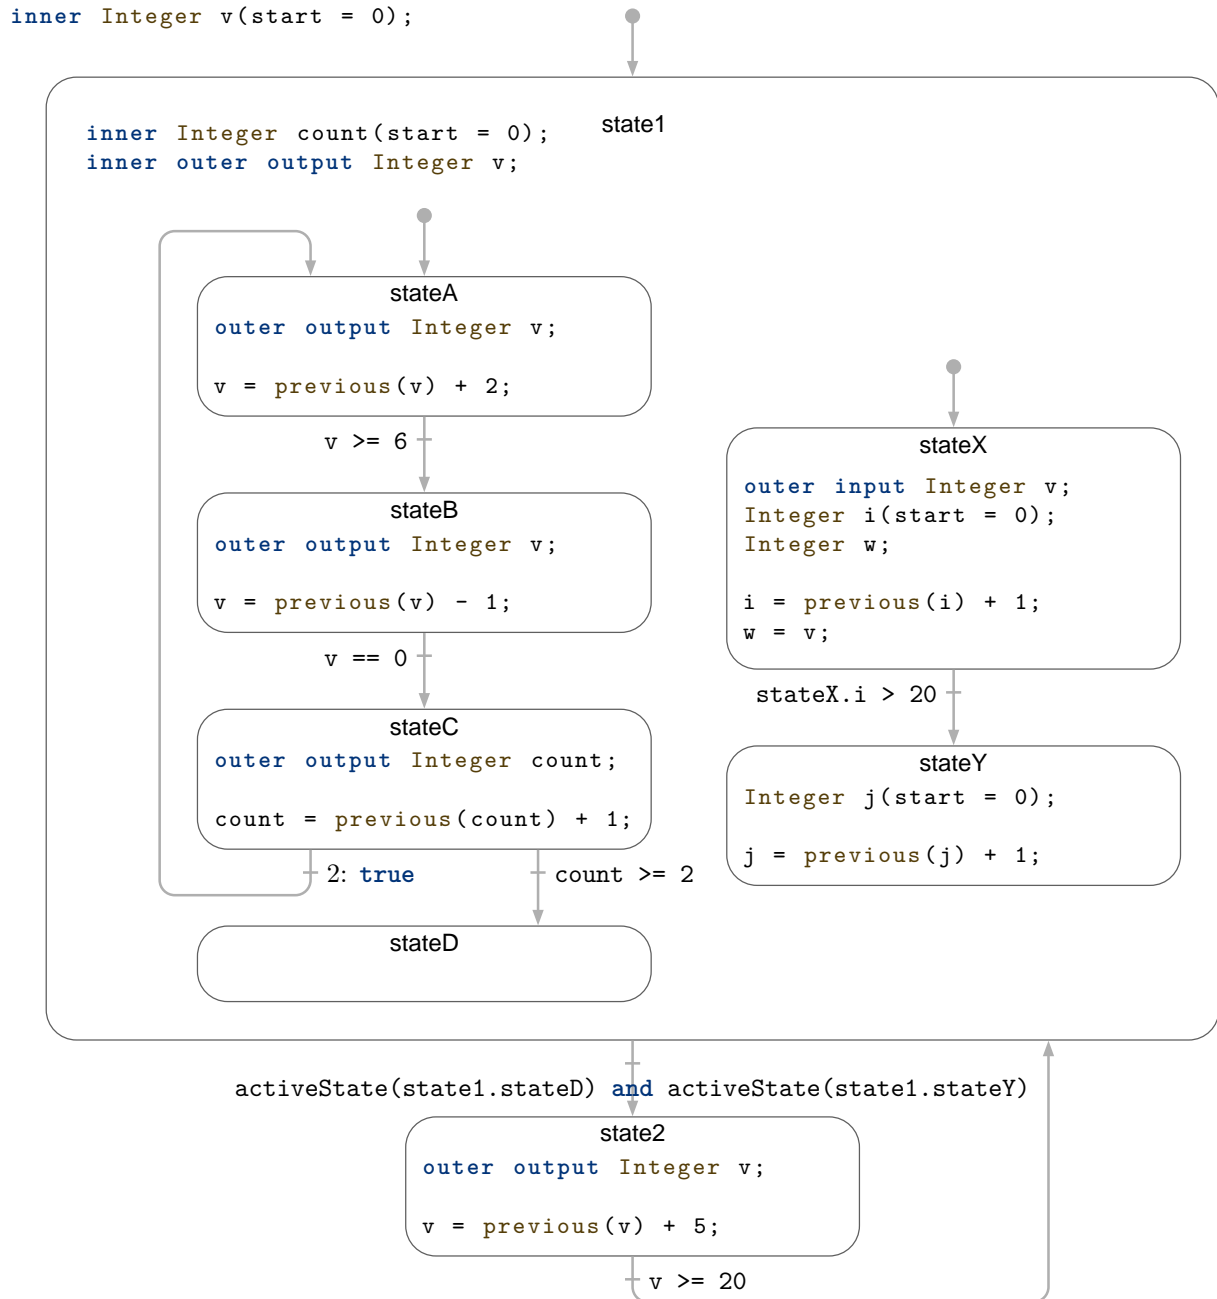 inner Integer v(start = 0);
state1
inner Integer count(start = 0);
inner outer output Integer v;
stateA
outer output Integer v;
v = previous(v) + 2;
v >= 6
stateB
outer output Integer v;
v = previous(v) - 1;
v == 0
stateC
outer output Integer count;
count = previous(count) + 1;
2: true
count >= 2
stateD
stateX
outer input Integer v;
Integer i(start = 0);
Integer w;
i = previous(i) + 1;
w = v;
stateX.i > 20
stateY
Integer j(start = 0);
j = previous(j) + 1;
activeState(state1.stateD) and activeState(state1.stateY)
state2
outer output Integer v;
v = previous(v) + 5;
v >= 20